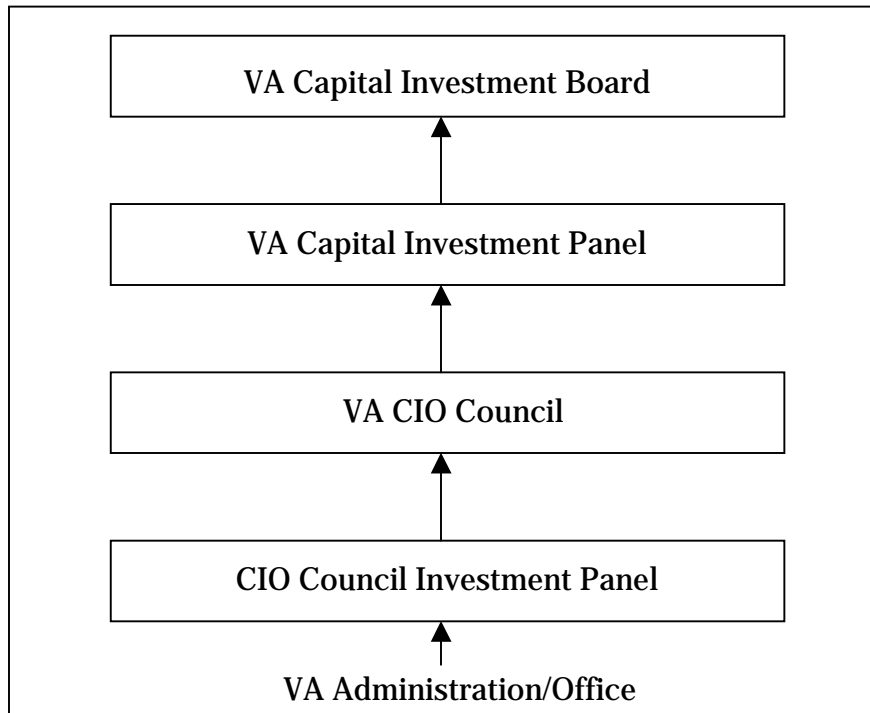 VA Capital Investment Board
VA Capital Investment Panel
VA CIO Council
CIO Council Investment Panel
VA Administration/Office